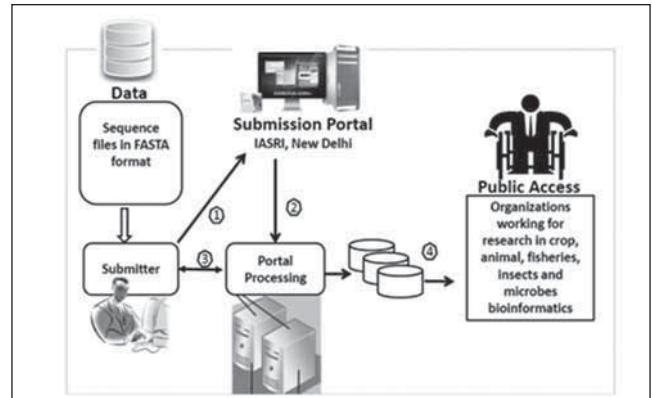 Data
Sequence
files in FASTA
format
Submission Portal
IASRI, New Delhi
Public Access
Organizations
working for
research in crop,
animal, fisheries,
insects and
microbes
bioinformatics
1
2
Submitter
3
Portal
Processing
4